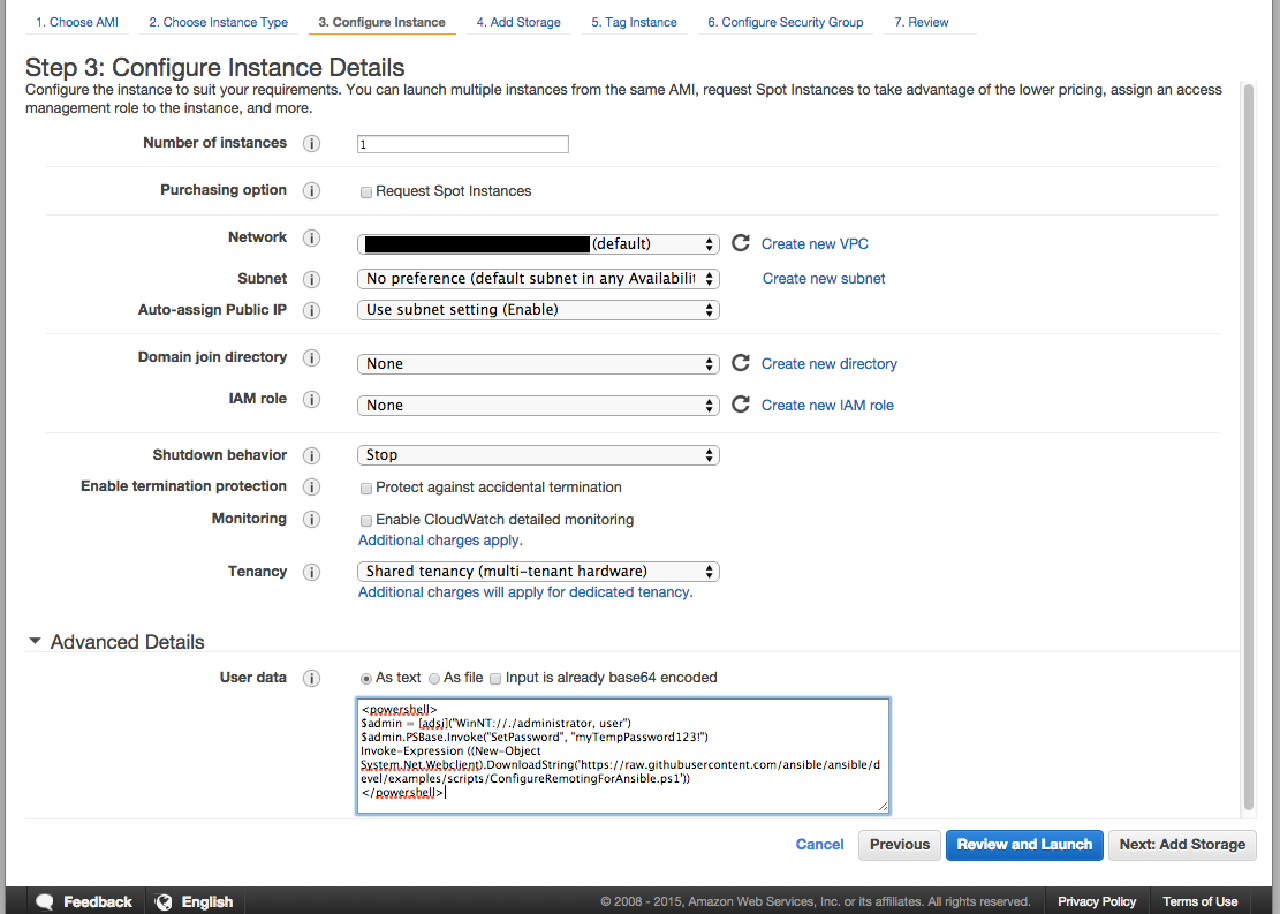 1. Choose AMI 2. Choose Instance Type 3. Configure Instance 4. Add Storage 5. Tag Instance 6. Configure Security Group 7. Review
Step 3: Configure Instance Details
Configure the instance to suit your requirements. You can launch multiple instances from the same AMI, request Spot Instances to take advantage of the lower pricing, assign an access
management role to the instance, and more.
Number of instances i 1
Purchasing option i Request Spot Instances
Network i (default) Create new VPC
Subnet i No preference (default subnet in any Availabilit Create new subnet
Auto-assign Public IP i Use subnet setting (Enable)
Domain join directory i None Create new directory
IAM role i None Create new IAM role
Shutdown behavior i Stop
Enable termination protection i Protect against accidental termination
Monitoring i Enable CloudWatch detailed monitoring
Additional charges apply.
Tenancy i Shared tenancy (multi-tenant hardware)
Additional charges will apply for dedicated tenancy.
Advanced Details
User data i As text As file Input is already base64 encoded
<powershell>
$admin = [adsi]("WinNT://./administrator, user")
$admin.PSBase.Invoke("SetPassword", "myTempPassword123!")
Invoke-Expression ((New-Object
System.Net.Webclient).DownloadString('https://raw.githubusercontent.com/ansible/ansible/d
evel/examples/scripts/ConfigureRemotingForAnsible.ps1'))
</powershell>
Cancel Previous Review and Launch Next: Add Storage
Feedback English © 2008 - 2015, Amazon Web Services, Inc. or its affiliates. All rights reserved. Privacy Policy Terms of Use